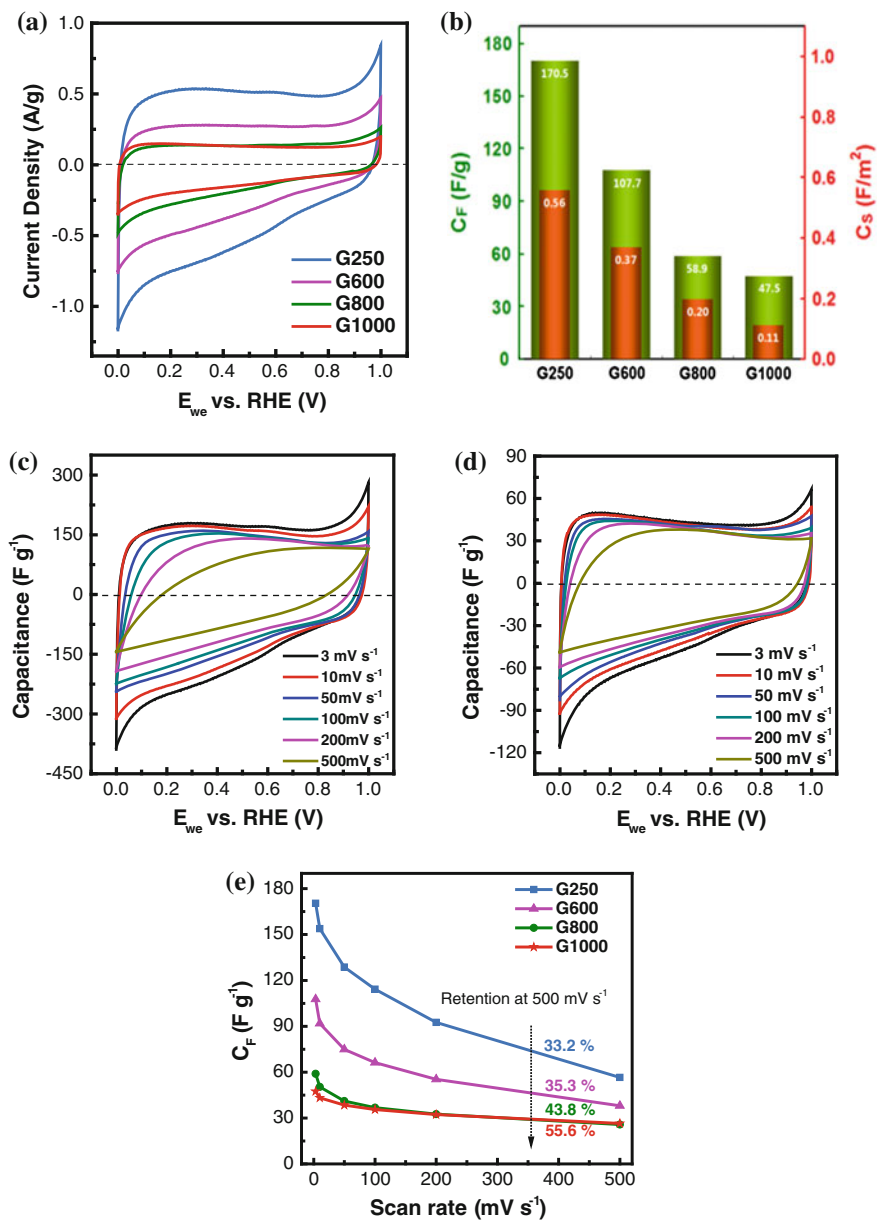 (a)
1.0
0.5
0.0
-0.5
-1.0
Current Density (A/g)
G250
G600
G800
G1000
0.0 0.2 0.4 0.6 0.8 1.0
E_we vs. RHE (V)
(b)
180
150
120
90
60
30
0
C_F (F/g)
170.5
107.7
58.9
47.5
0.56
0.37
0.20
0.11
G250 G600 G800 G1000
1.0
0.8
0.6
0.4
0.2
0.0
C_S (F/m²)
(c)
300
150
0
-150
-300
-450
Capacitance (F g⁻¹)
3 mV s⁻¹
10mV s⁻¹
50mV s⁻¹
100mV s⁻¹
200mV s⁻¹
500mV s⁻¹
0.0 0.2 0.4 0.6 0.8 1.0
E_we vs. RHE (V)
(d)
90
60
30
0
-30
-60
-90
-120
Capacitance (F g⁻¹)
3 mV s⁻¹
10 mV s⁻¹
50 mV s⁻¹
100 mV s⁻¹
200 mV s⁻¹
500 mV s⁻¹
0.0 0.2 0.4 0.6 0.8 1.0
E_we vs. RHE (V)
(e)
180
150
120
90
60
30
0
C_F (F g⁻¹)
G250
G600
G800
G1000
Retention at 500 mV s⁻¹
33.2 %
35.3 %
43.8 %
55.6 %
0 100 200 300 400 500
Scan rate (mV s⁻¹)